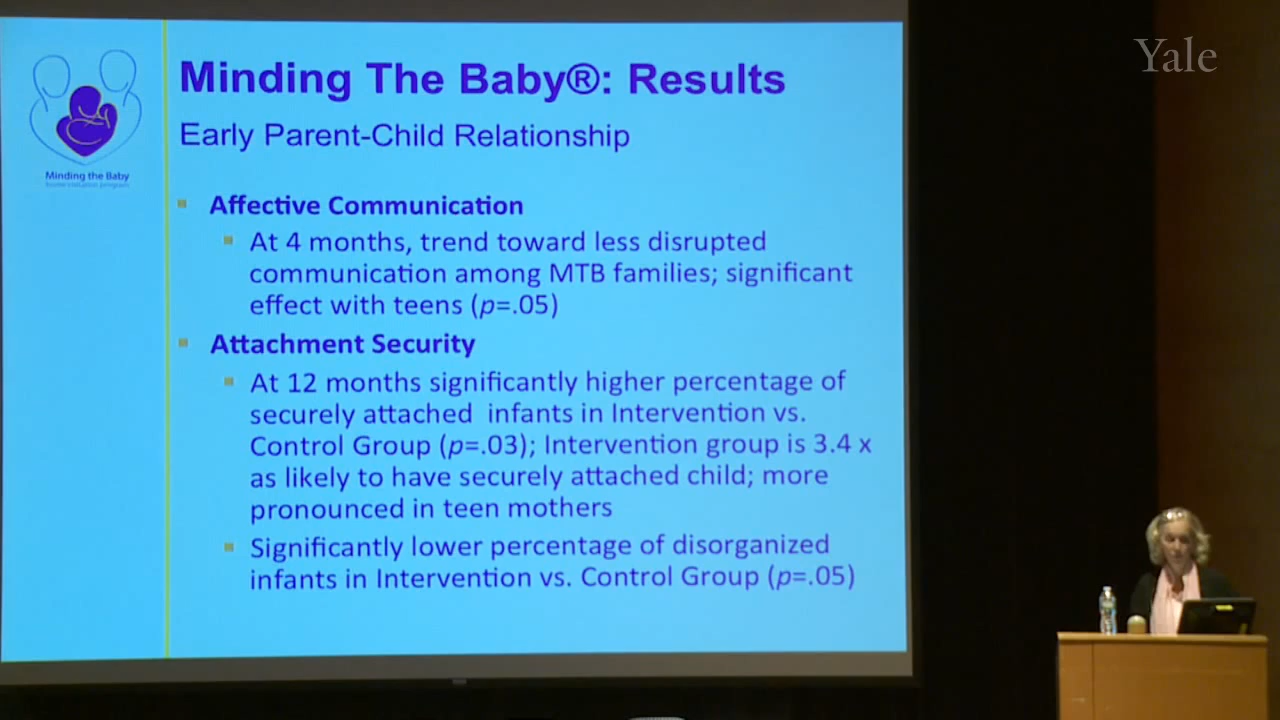 Yale
Minding The Baby®: Results
Early Parent-Child Relationship
Minding the Baby
home visitation program
Affective Communication
At 4 months, trend toward less disrupted
communication among MTB families; significant
effect with teens (p=.05)
Attachment Security
At 12 months significantly higher percentage of
securely attached infants in Intervention vs.
Control Group (p=.03); Intervention group is 3.4 x
as likely to have securely attached child; more
pronounced in teen mothers
Significantly lower percentage of disorganized
infants in Intervention vs. Control Group (p=.05)